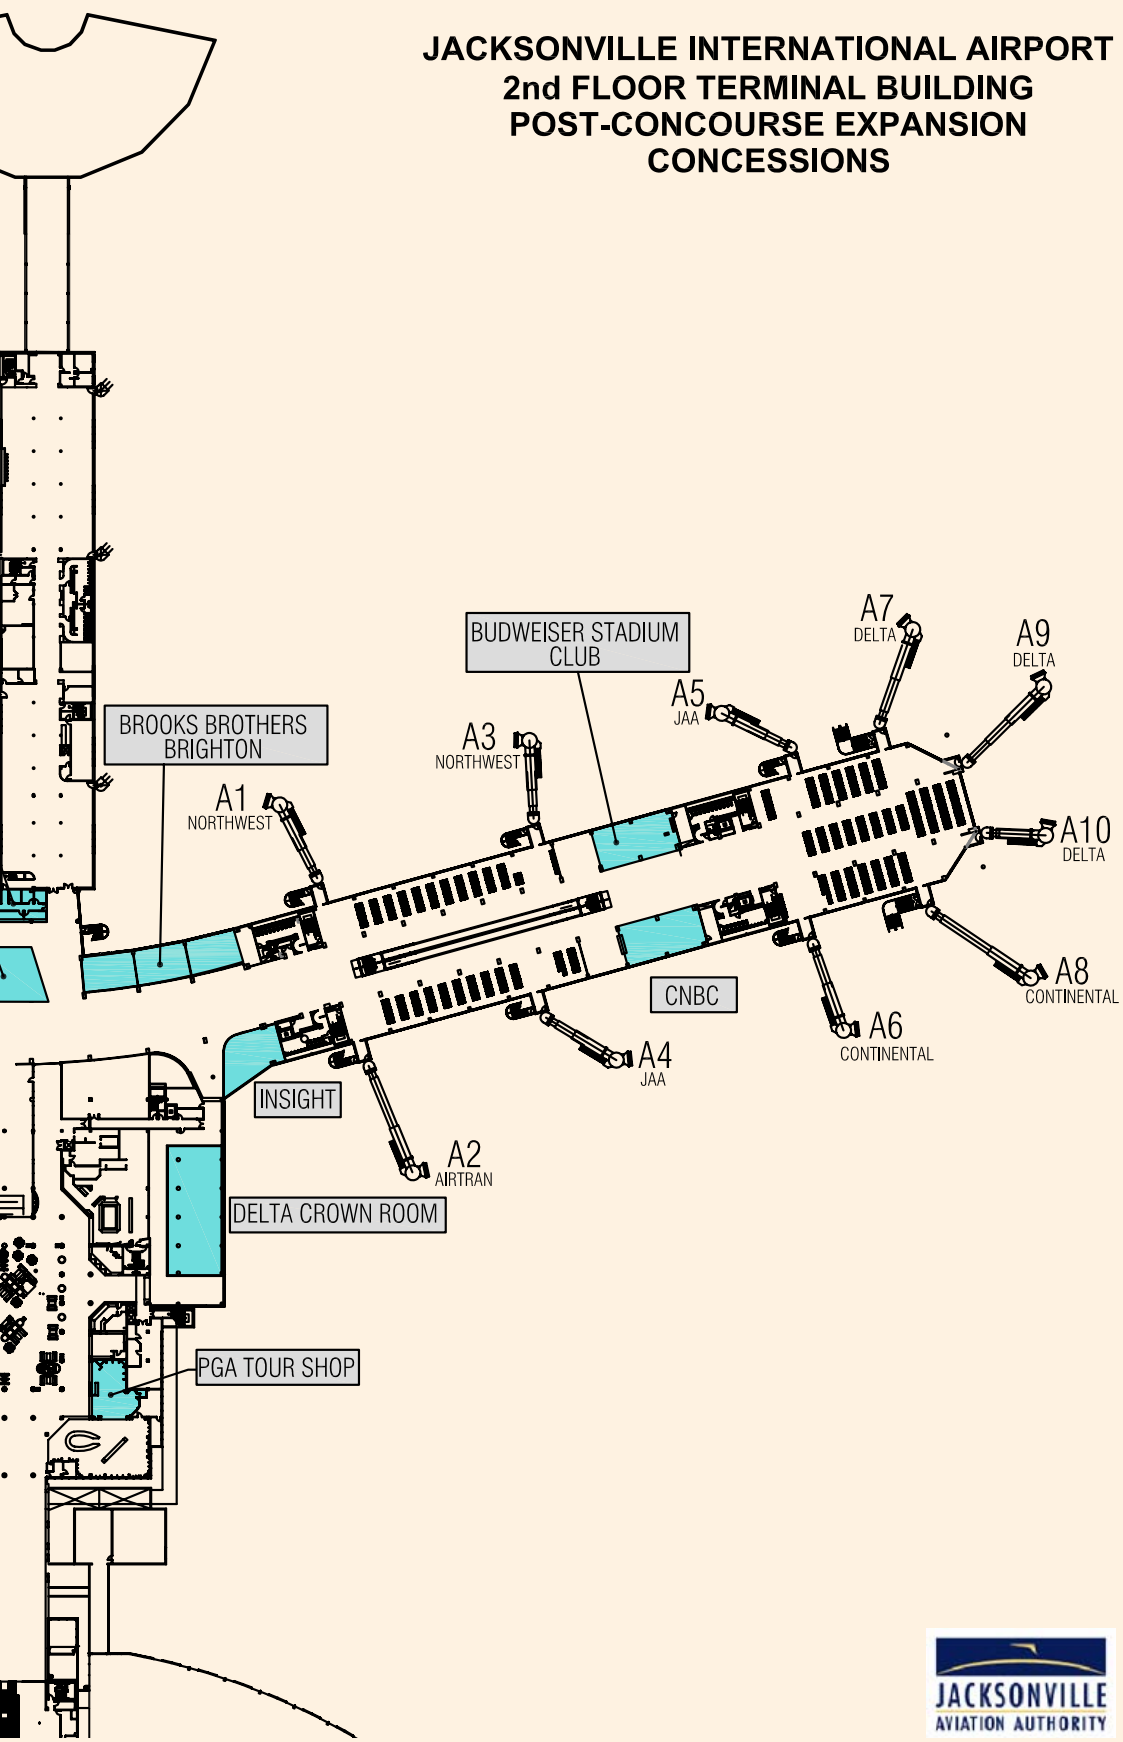 JACKSONVILLE INTERNATIONAL AIRPORT
2nd FLOOR TERMINAL BUILDING
POST-CONCOURSE EXPANSION
CONCESSIONS
A7
DELTA
A9
DELTA
BUDWEISER STADIUM
CLUB
A5
JAA
BROOKS BROTHERS
BRIGHTON
A3
NORTHWEST
A1
NORTHWEST
A10
DELTA
A8
CONTINENTAL
CNBC
A6
CONTINENTAL
A4
JAA
INSIGHT
A2
AIRTRAN
DELTA CROWN ROOM
PGA TOUR SHOP
JACKSONVILLE
AVIATION AUTHORITY